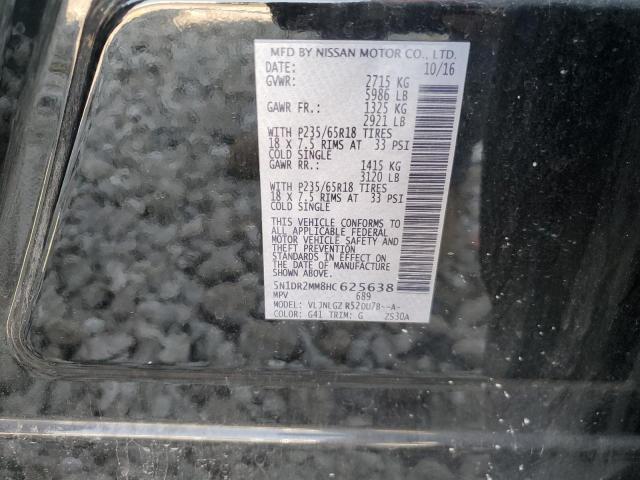 MFD BY NISSAN MOTOR CO., LTD.
DATE: 10/16
GVWR: 2715 KG
5986 LB
GAWR FR.: 1325 KG
2921 LB
WITH P235/65R18 TIRES
18 X 7.5 RIMS AT 33 PSI
COLD SINGLE
GAWR RR.: 1415 KG
3120 LB
WITH P235/65R18 TIRES
18 X 7.5 RIMS AT 33 PSI
COLD SINGLE
THIS VEHICLE CONFORMS TO
ALL APPLICABLE FEDERAL
MOTOR VEHICLE SAFETY AND
THEFT PREVENTION
STANDARDS IN EFFECT ON
THE DATE OF MANUFACTURE
SHOWN ABOVE.
5N1DR2MM8HC625638
MPV 689
MODEL: VLJNLGZ R52OU7B--A-
COLOR: G41 TRIM: G ZS30A